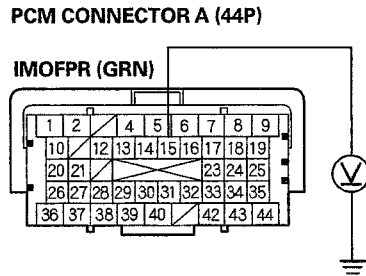 PCM CONNECTOR A (44P)
IMOFPR (GRN)
1 2 4 5 6 7 8 9
10 12 13 14 15 16 17 18 19
20 21 23 24 25
26 27 28 29 30 31 32 33 34 35
36 37 38 39 40 42 43 44
V